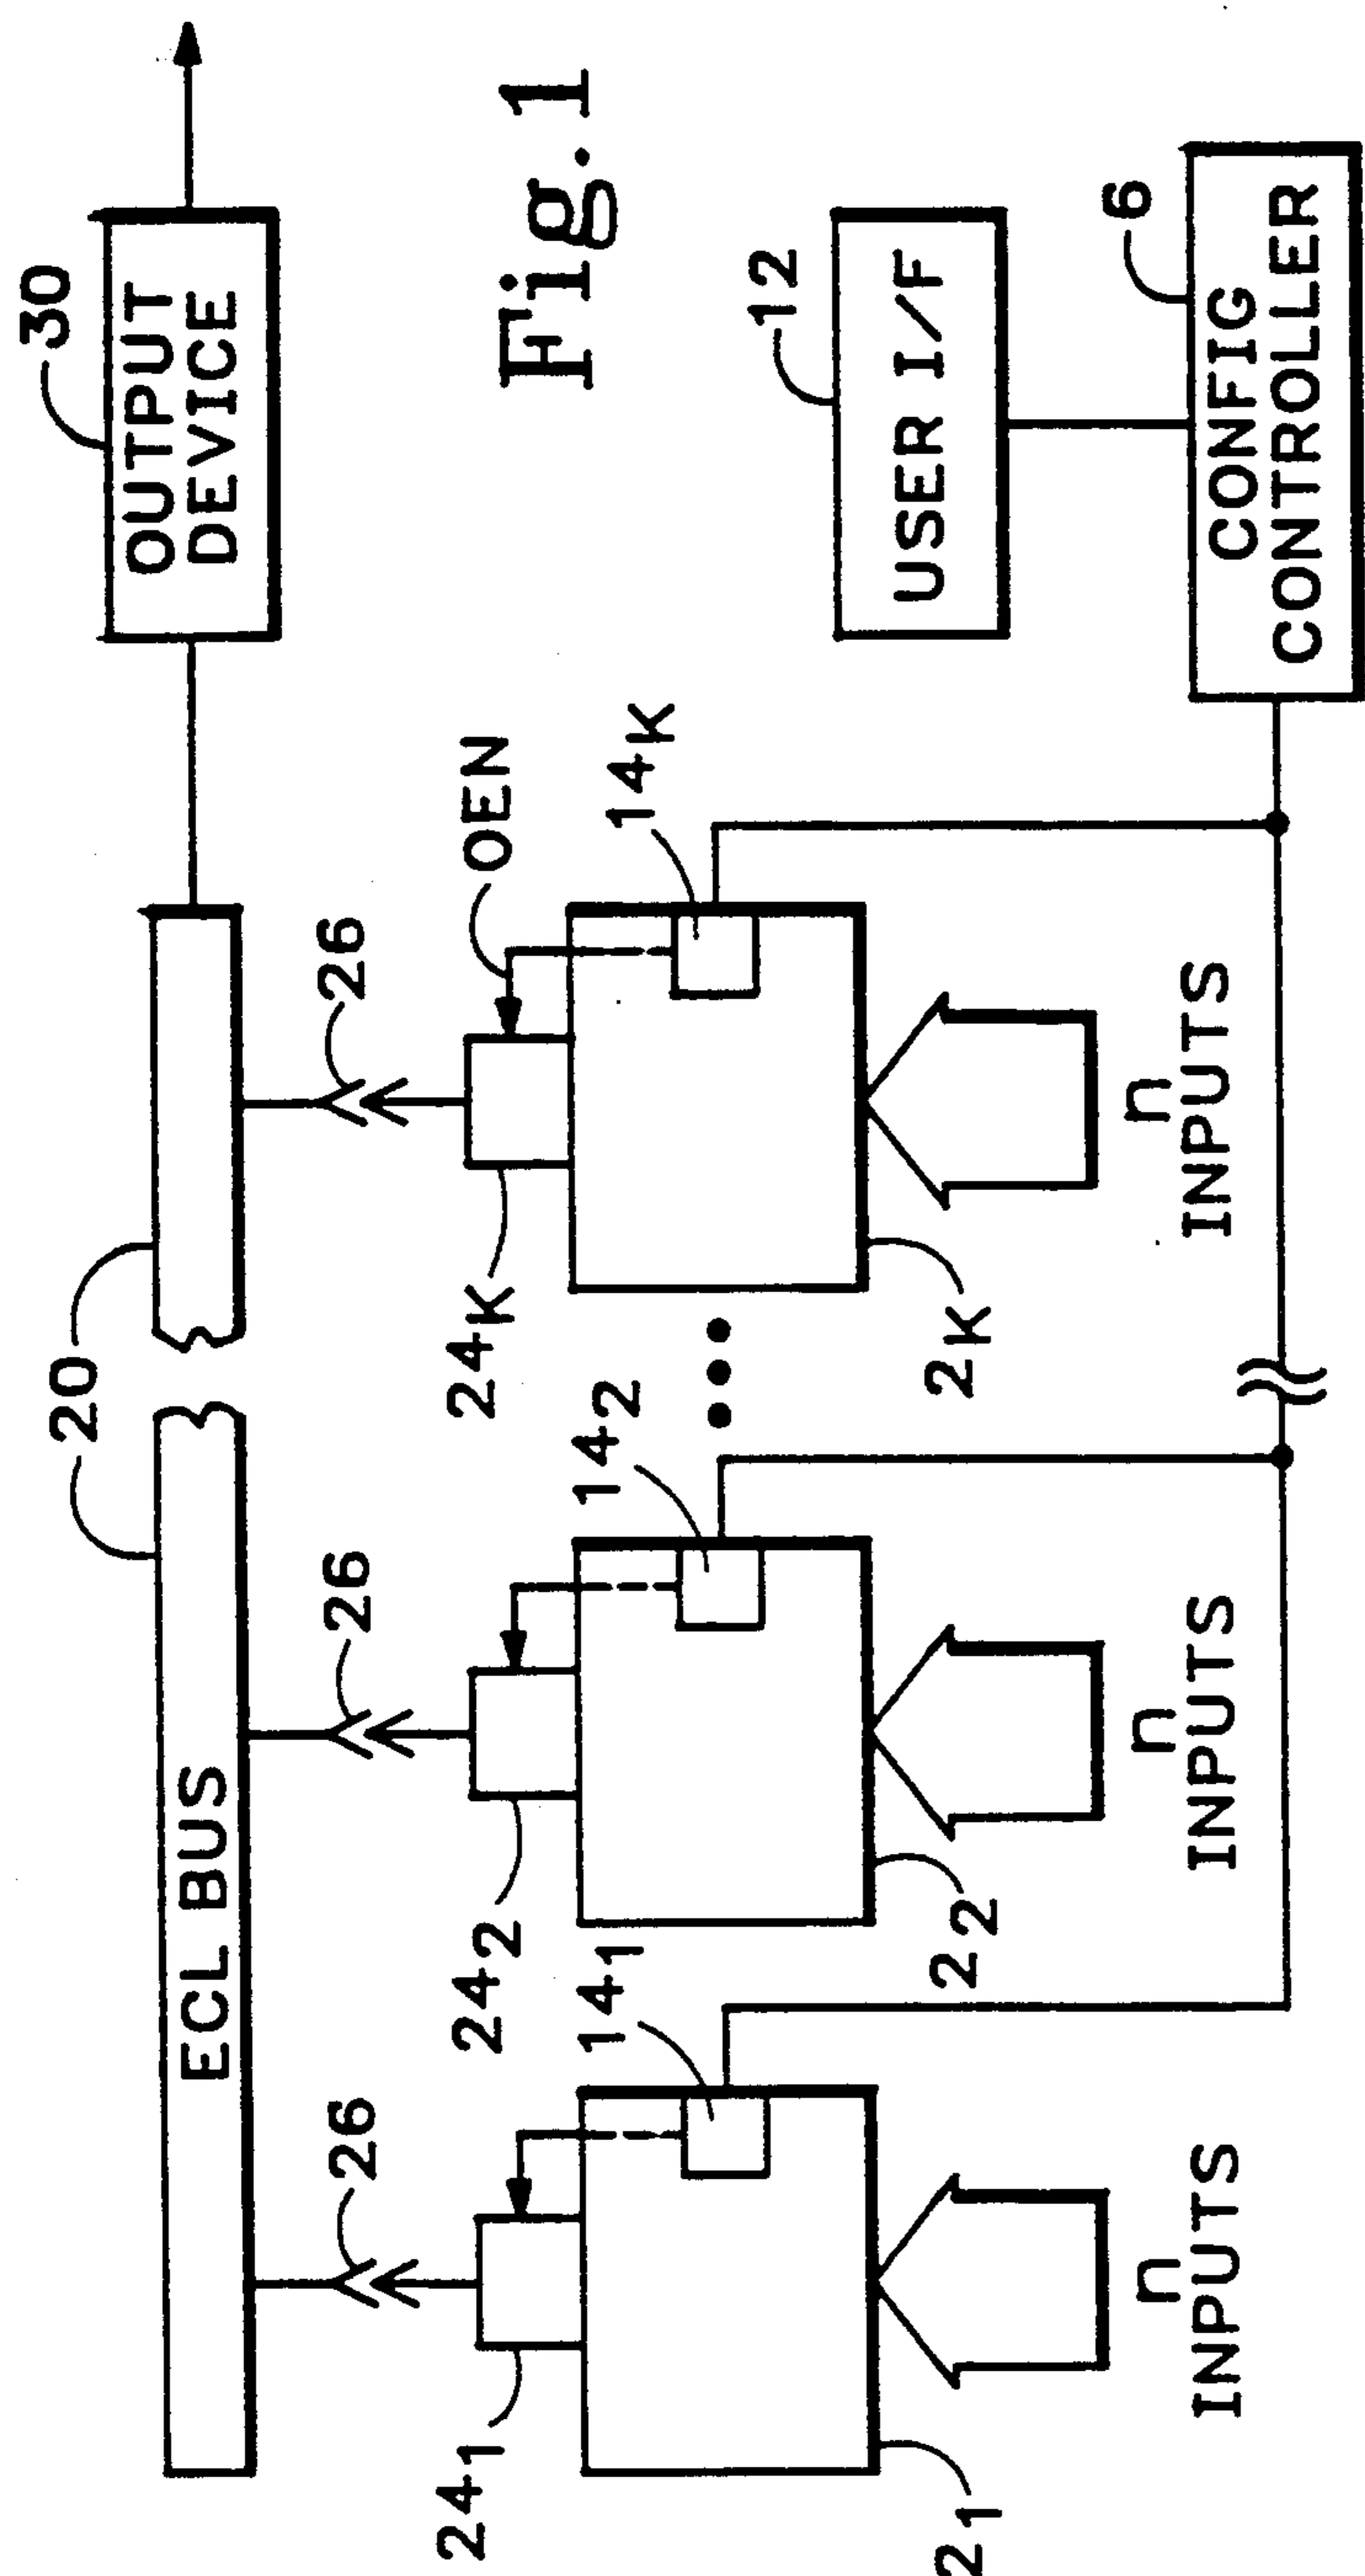 30
OUTPUT
DEVICE
20
ECL BUS
26
26
26
Fig. 1
OEN
24₁
24₂
24K
14₁
14₂
14K
12
USER I/F
2₁
2₂
2K
6
n
INPUTS
n
INPUTS
n
INPUTS
CONFIG
CONTROLLER